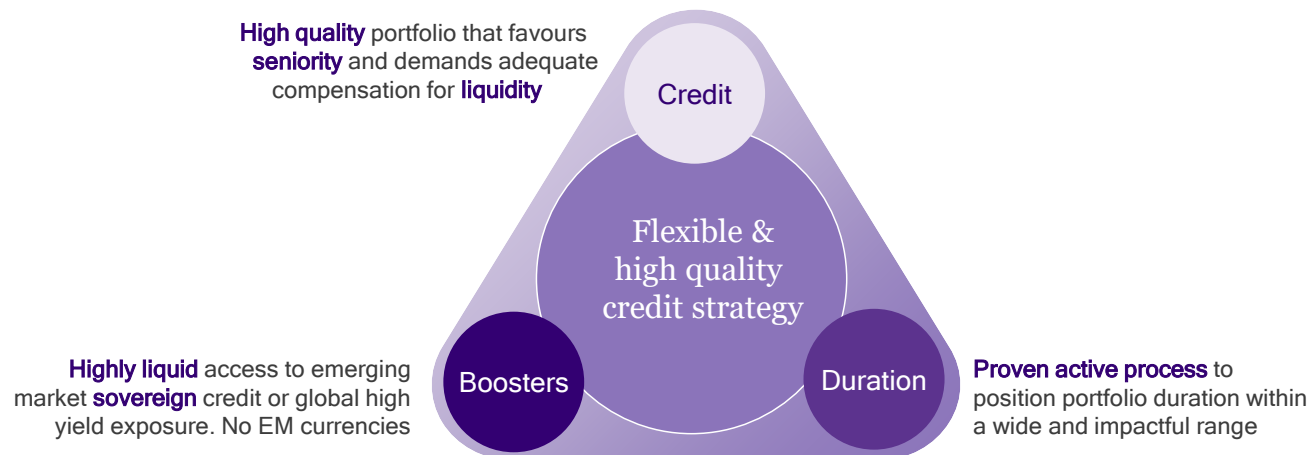 High quality portfolio that favours
seniority and demands adequate
compensation for liquidity
Credit
Flexible &
high quality
credit strategy
Highly liquid access to emerging
market sovereign credit or global high
yield exposure. No EM currencies
Boosters
Duration
Proven active process to
position portfolio duration within
a wide and impactful range